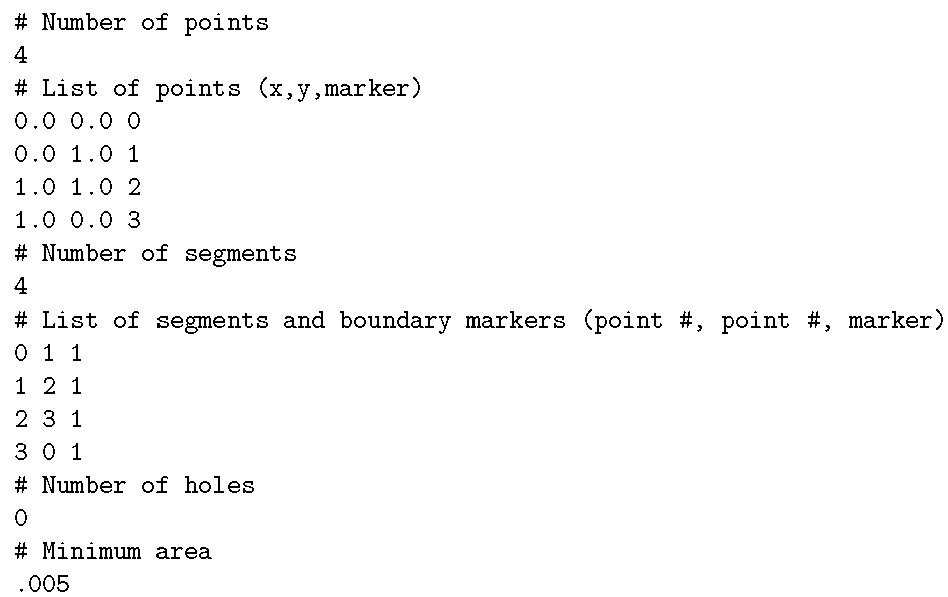 # Number of points
4
# List of points (x,y,marker)
0.0 0.0 0
0.0 1.0 1
1.0 1.0 2
1.0 0.0 3
# Number of segments
4
# List of segments and boundary markers (point #, point #, marker)
0 1 1
1 2 1
2 3 1
3 0 1
# Number of holes
0
# Minimum area
.005